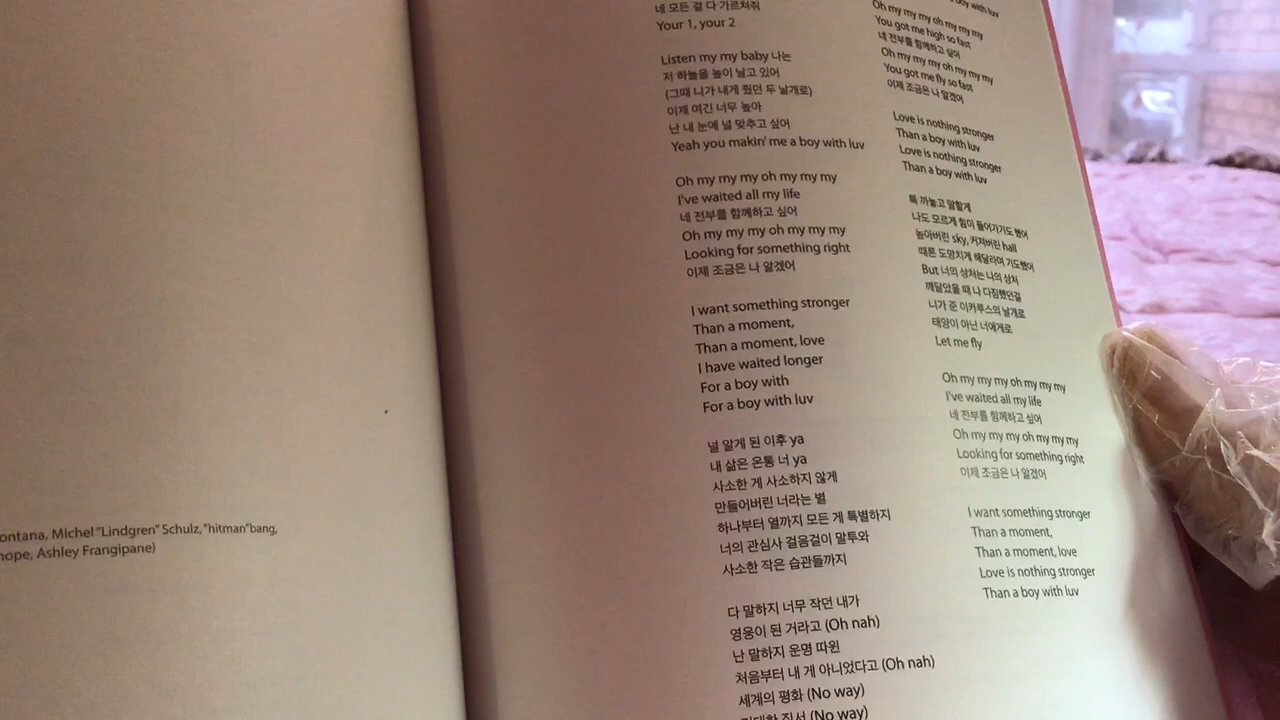 ontana, Michel "Lindgren" Schulz, "hitman"bang,
hope, Ashley Frangipane)
네 모든 걸 다 가르쳐줘
Your 1, your 2
Listen my my baby 나는
저 하늘을 높이 날고 있어
(그때 니가 내게 줬던 두 날개로)
이제 여긴 너무 높아
난 내 눈에 널 맞추고 싶어
Yeah you makin' me a boy with luv
Oh my my my oh my my my
I've waited all my life
네 전부를 함께하고 싶어
Oh my my my oh my my my
Looking for something right
이제 조금은 나 알겠어
I want something stronger
Than a moment,
Than a moment, love
I have waited longer
For a boy with
For a boy with luv
널 알게 된 이후 ya
내 삶은 온통 너 ya
사소한 게 사소하지 않게
만들어버린 너라는 별
하나부터 열까지 모든 게 특별하지
너의 관심사 걸음걸이 말투와
사소한 작은 습관들까지
다 말하지 너무 작던 내가
영웅이 된 거라고 (Oh nah)
난 말하지 운명 따윈
처음부터 내 게 아니었다고 (Oh nah)
세계의 평화 (No way)
거대한 질서 (No way)
boy with luv
Oh my my my oh my my my
You got me high so fast
네 전부를 함께하고 싶어
Oh my my my oh my my my
You got me fly so fast
이제 조금은 나 알겠어
Love is nothing stronger
Than a boy with luv
Love is nothing stronger
Than a boy with luv
툭 까놓고 말할게
나도 모르게 힘이 들어가기도 했어
높아버린 sky, 커져버린 hall
때론 도망치게 해달라며 기도했어
But 너의 상처는 나의 상처
깨달았을 때 나 다짐했던걸
니가 준 이카루스의 날개로
태양이 아닌 너에게로
Let me fly
Oh my my my oh my my my
I've waited all my life
네 전부를 함께하고 싶어
Oh my my my oh my my my
Looking for something right
이제 조금은 나 알겠어
I want something stronger
Than a moment,
Than a moment, love
Love is nothing stronger
Than a boy with luv